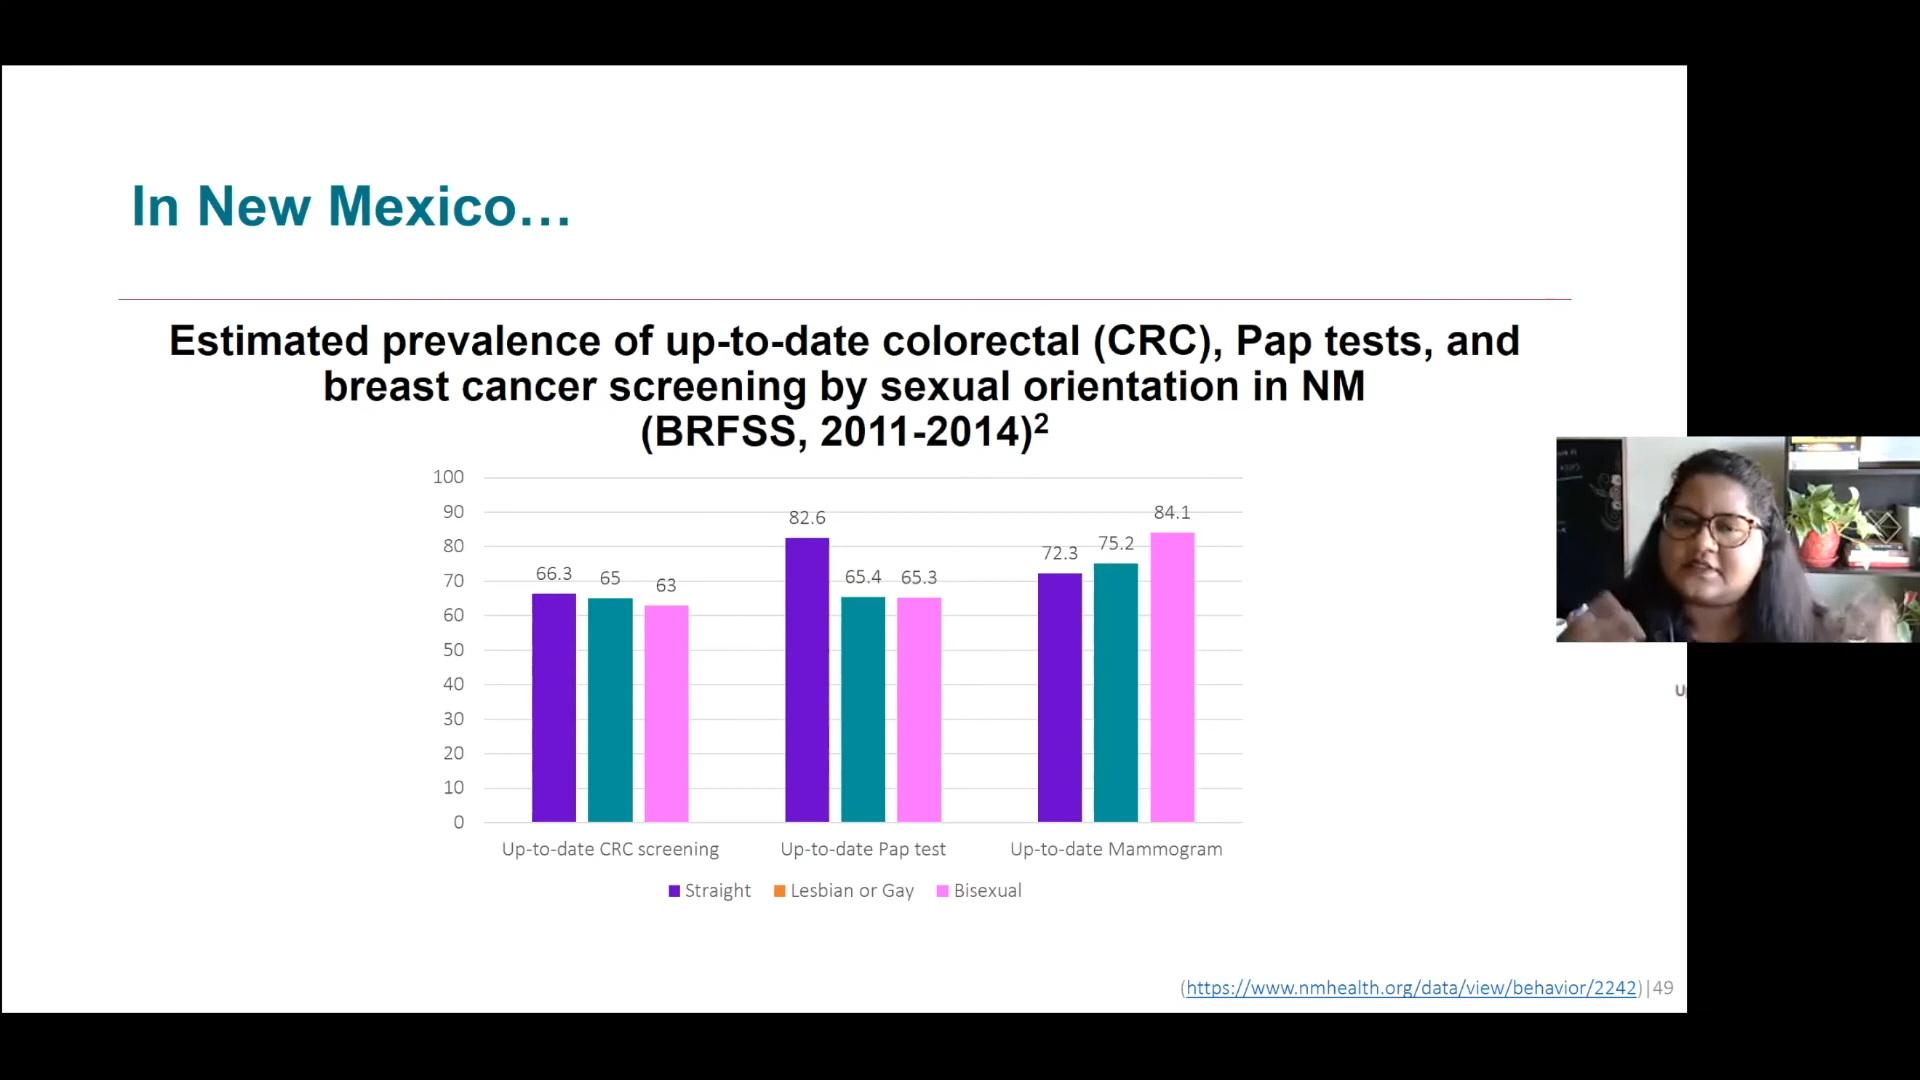 In New Mexico...
Estimated prevalence of up-to-date colorectal (CRC), Pap tests, and
breast cancer screening by sexual orientation in NM
(BRFSS, 2011-2014)²
100
90
80
70
60
50
40
30
20
10
0
66.3
65
63
82.6
65.4
65.3
72.3
75.2
84.1
Up-to-date CRC screening
Up-to-date Pap test
Up-to-date Mammogram
Straight
Lesbian or Gay
Bisexual
(https://www.nmhealth.org/data/view/behavior/2242)|49